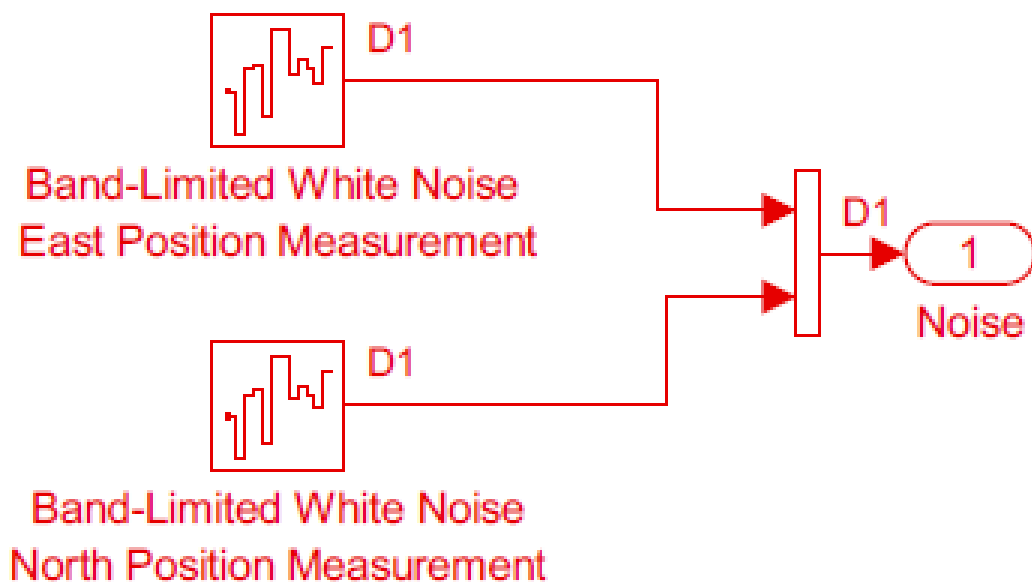 D1
Band-Limited White Noise
East Position Measurement
D1
1
Noise
D1
Band-Limited White Noise
North Position Measurement